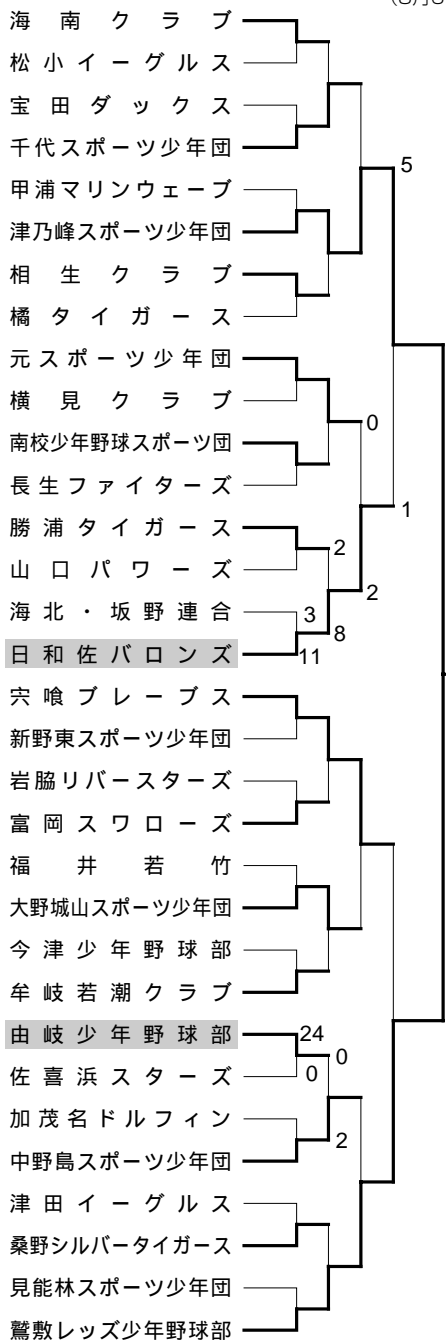 海南クラブ
松小イーグルス
宝田ダックス
千代スポーツ少年団
5
甲浦マリンウェーブ
津乃峰スポーツ少年団
相生クラブ
橘タイガース
元スポーツ少年団
横見クラブ
0
南校少年野球スポーツ団
長生ファイターズ
1
勝浦タイガース
2
山口パワーズ
2
海北・坂野連合
3
8
日和佐バロンズ
11
宍喰ブレーブス
新野東スポーツ少年団
岩脇リバースターズ
富岡スワローズ
福井若竹
大野城山スポーツ少年団
今津少年野球部
牟岐若潮クラブ
由岐少年野球部
24
0
佐喜浜スターズ
0
加茂名ドルフィン
2
中野島スポーツ少年団
津田イーグルス
桑野シルバータイガース
見能林スポーツ少年団
鷲敷レッズ少年野球部